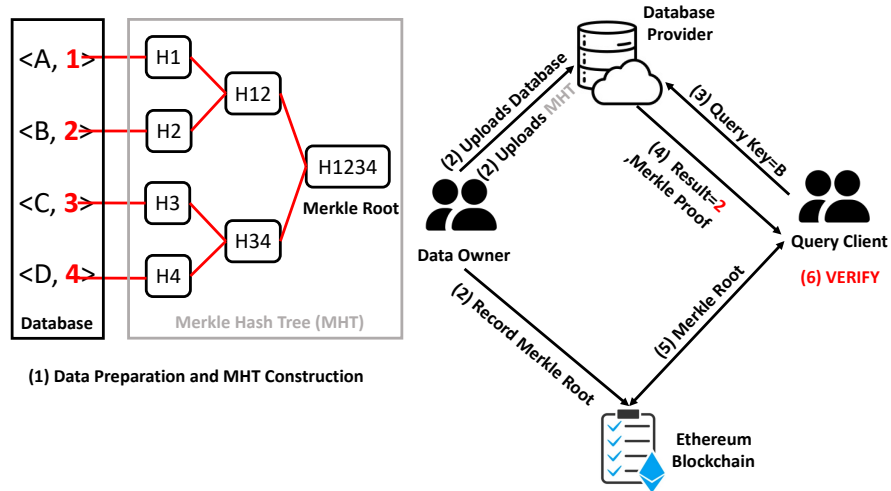 <A, 1>
<B, 2>
<C, 3>
<D, 4>
Database
H1
H2
H3
H4
H12
H34
H1234
Merkle Root
Merkle Hash Tree (MHT)
(1) Data Preparation and MHT Construction
Database
Provider
(2) Uploads Database
(2) Uploads MHT
(3) Query Key=B
(4) Result=2
,Merkle Proof
Data Owner
Query Client
(6) VERIFY
(2) Record Merkle Root
(5) Merkle Root
Ethereum
Blockchain